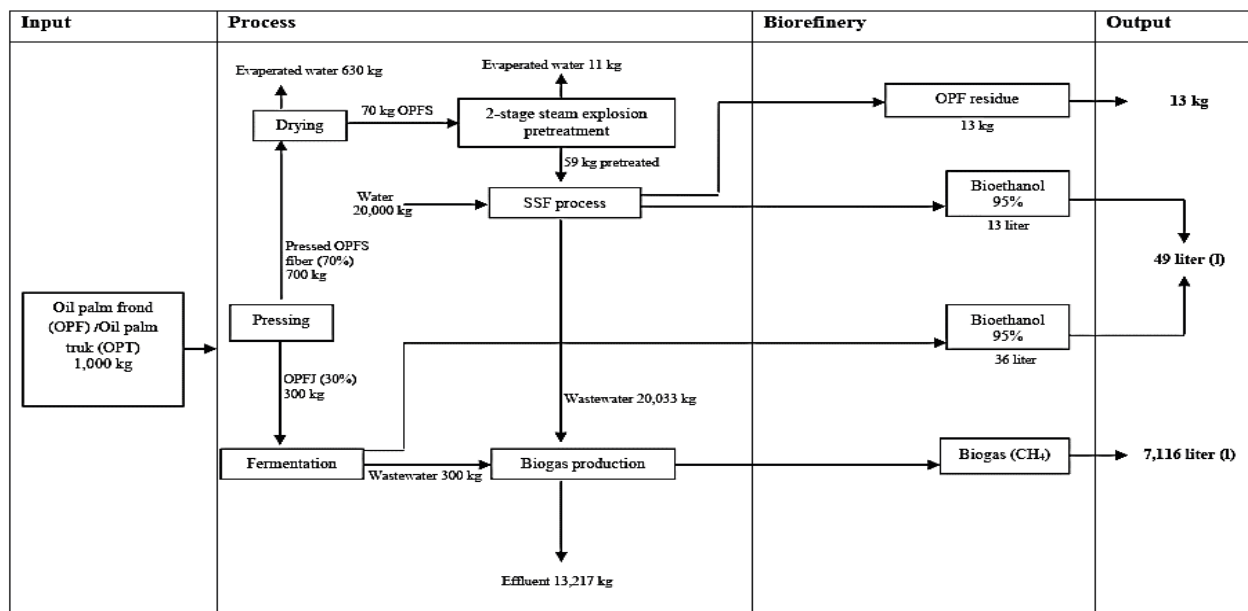 Input
Process
Biorefinery
Output
Evaperated water 630 kg
Evaperated water 11 kg
Drying
70 kg OPFS
2-stage steam explosion
pretreatment
OPF residue
13 kg
13 kg
59 kg pretreated
Water
20,000 kg
SSF process
Bioethanol
95%
13 liter
Pressed OPFS
fiber (70%)
700 kg
49 liter (l)
Oil palm frond
(OPF) /Oil palm
truk (OPT)
1,000 kg
Pressing
Bioethanol
95%
36 liter
OPFJ (30%)
300 kg
Wastewater 20,033 kg
Fermentation
Wastewater 300 kg
Biogas production
Biogas (CH₄)
7,116 liter (l)
Effluent 13,217 kg